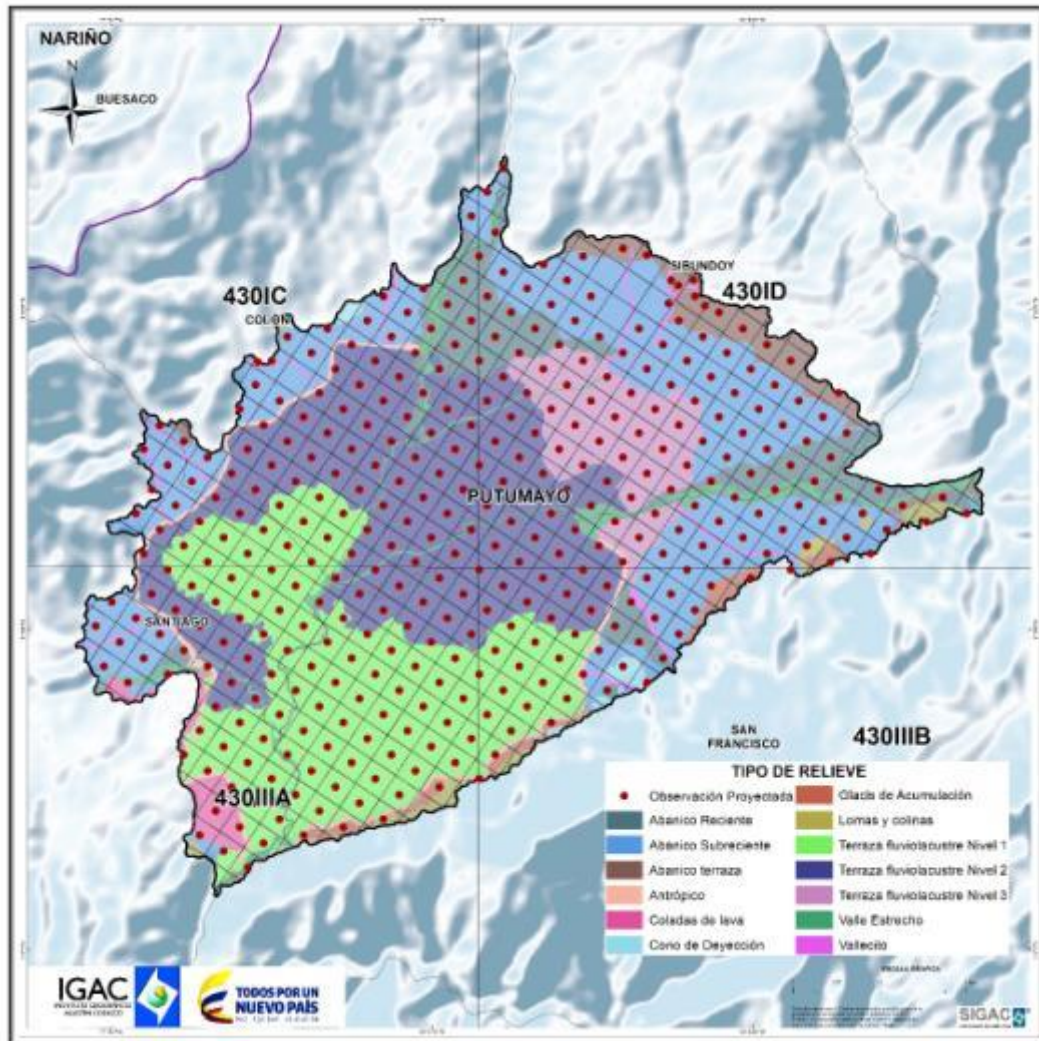 NARIÑO
N
BUESACO
SIBUNDOY
430IC
430ID
COLON
PUTUMAYO
SANTIAGO
SAN
FRANCISCO
430IIIB
430IIIA
TIPO DE RELIEVE
Observación Proyectada
Abanico Reciente
Abanico Subreciente
Abanico terraza
Antrópico
Coladas de lava
Cono de Deyección
Glacis de Acumulación
Lomas y colinas
Terraza fluviolacustre Nivel 1
Terraza fluviolacustre Nivel 2
Terraza fluviolacustre Nivel 3
Valle Estrecho
Vallecito
IGAC
TODOS POR UN
NUEVO PAÍS
SIGAC